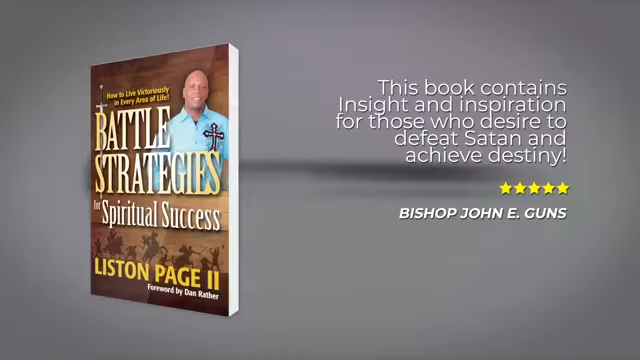 How to Live Victoriously
in Every Area of Life!
BATTLE
STRATEGIES
for Spiritual Success
LISTON PAGE II
Foreword by Dan Rather
This book contains
Insight and inspiration
for those who desire to
defeat Satan and
achieve destiny!
BISHOP JOHN E. GUNS